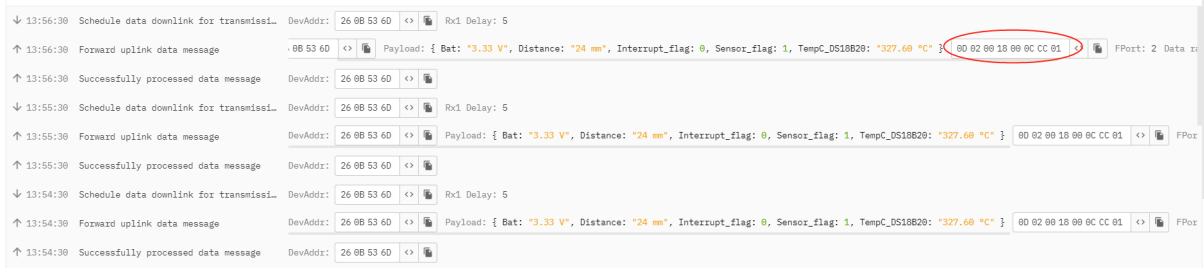 ↓ 13:56:30 Schedule data downlink for transmissi… DevAddr: 26 0B 53 6D <> Rx1 Delay: 5
↑ 13:56:30 Forward uplink data message 0B 53 6D <> Payload: { Bat: "3.33 V", Distance: "24 mm", Interrupt_flag: 0, Sensor_flag: 1, TempC_DS18B20: "327.60 °C" } 0D 02 00 18 00 0C CC 01 <> FPort: 2 Data ra
↑ 13:56:30 Successfully processed data message DevAddr: 26 0B 53 6D <>
↓ 13:55:30 Schedule data downlink for transmissi… DevAddr: 26 0B 53 6D <> Rx1 Delay: 5
↑ 13:55:30 Forward uplink data message DevAddr: 26 0B 53 6D <> Payload: { Bat: "3.33 V", Distance: "24 mm", Interrupt_flag: 0, Sensor_flag: 1, TempC_DS18B20: "327.60 °C" } 0D 02 00 18 00 0C CC 01 <> FPor
↑ 13:55:30 Successfully processed data message DevAddr: 26 0B 53 6D <>
↓ 13:54:30 Schedule data downlink for transmissi… DevAddr: 26 0B 53 6D <> Rx1 Delay: 5
↑ 13:54:30 Forward uplink data message DevAddr: 26 0B 53 6D <> Payload: { Bat: "3.33 V", Distance: "24 mm", Interrupt_flag: 0, Sensor_flag: 1, TempC_DS18B20: "327.60 °C" } 0D 02 00 18 00 0C CC 01 <> FPor
↑ 13:54:30 Successfully processed data message DevAddr: 26 0B 53 6D <>